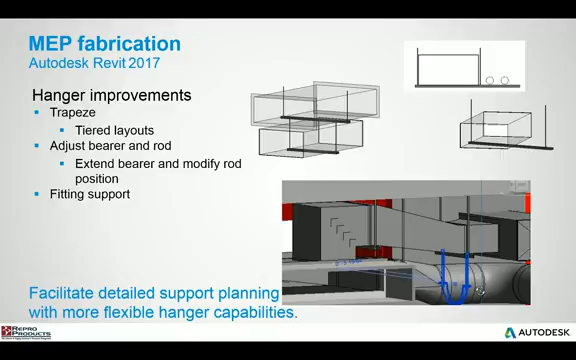 MEP fabrication
Autodesk Revit 2017
Hanger improvements
Trapeze
Tiered layouts
Adjust bearer and rod
Extend bearer and modify rod
position
Fitting support
Facilitate detailed support planning
with more flexible hanger capabilities.
REPRO
PRODUCTS
AUTODESK.